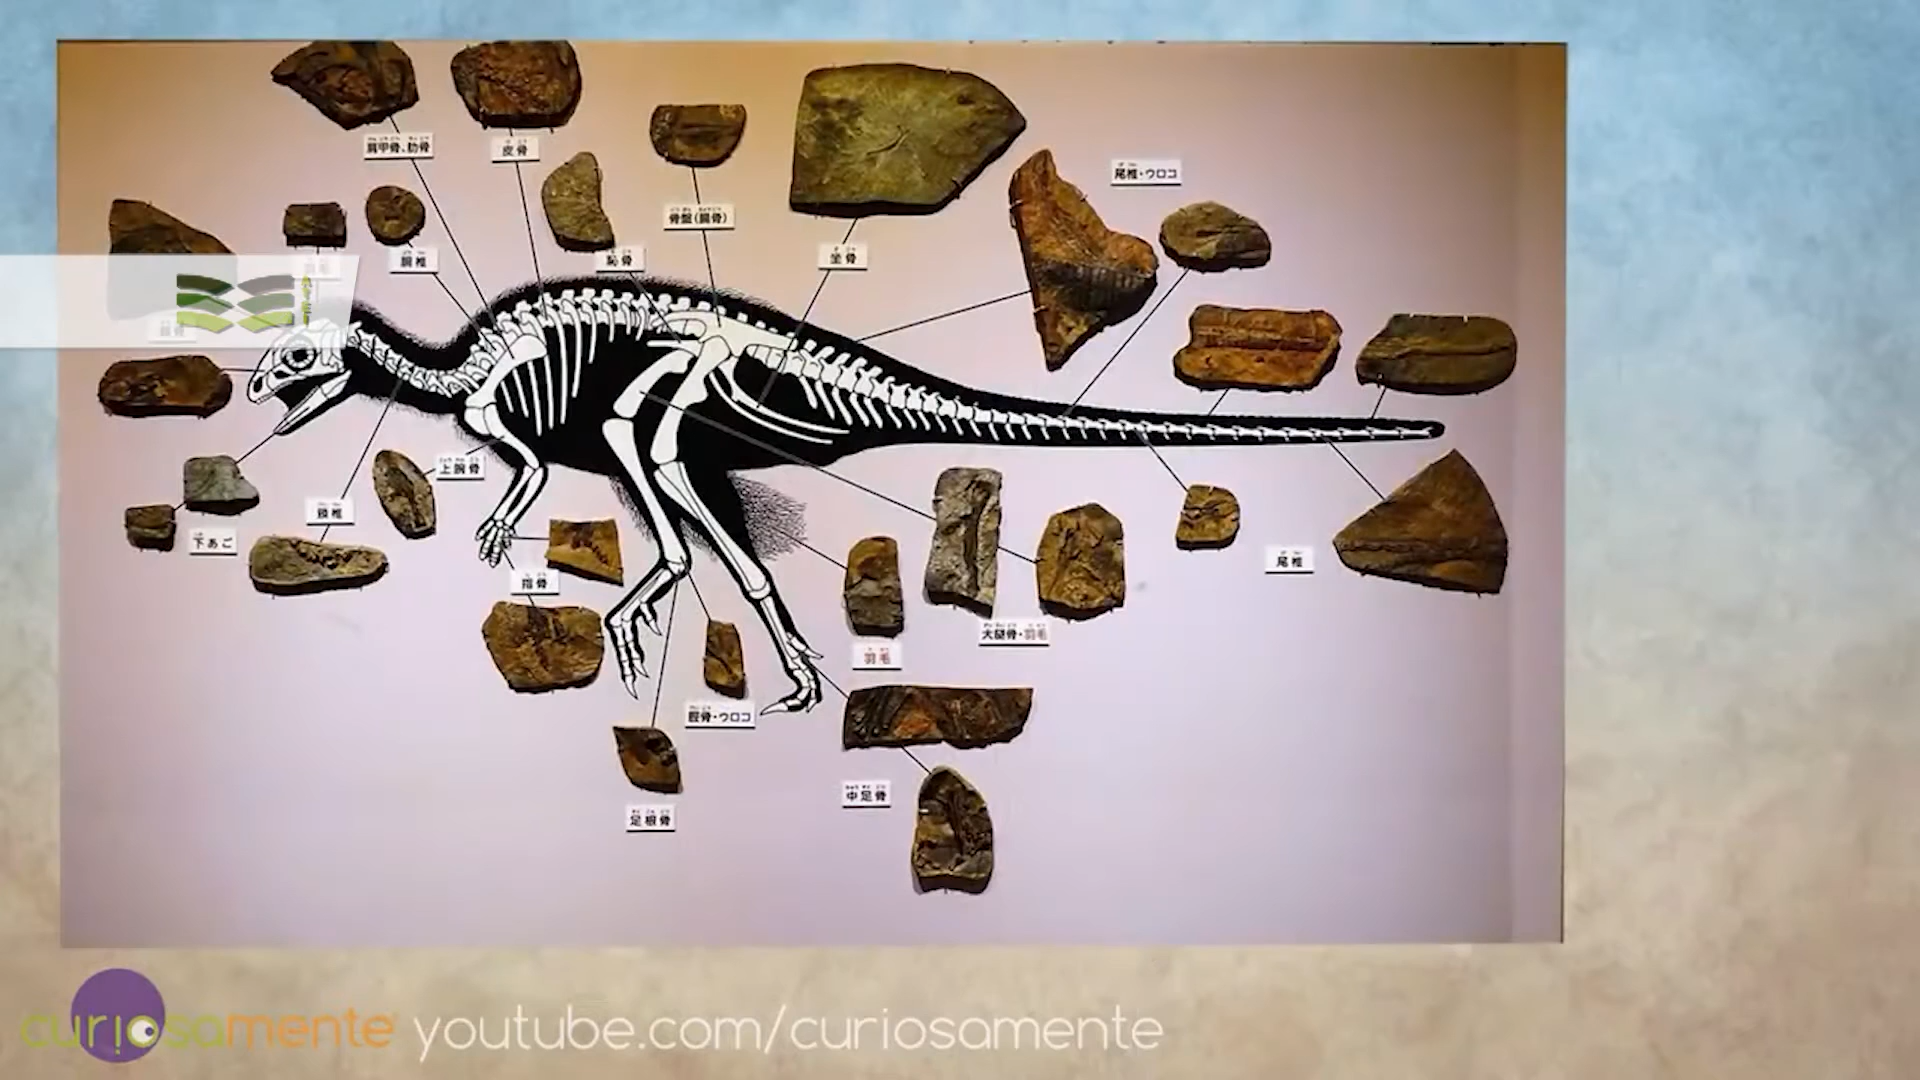 肩甲骨、肋骨
皮骨
骨盤(腸骨)
尾椎・ウロコ
胴椎
恥骨
坐骨
上腕骨
頸椎
下あご
指骨
尾椎
大腿骨・羽毛
羽毛
脛骨・ウロコ
中足骨
足根骨
curiosamente youtube.com/curiosamente